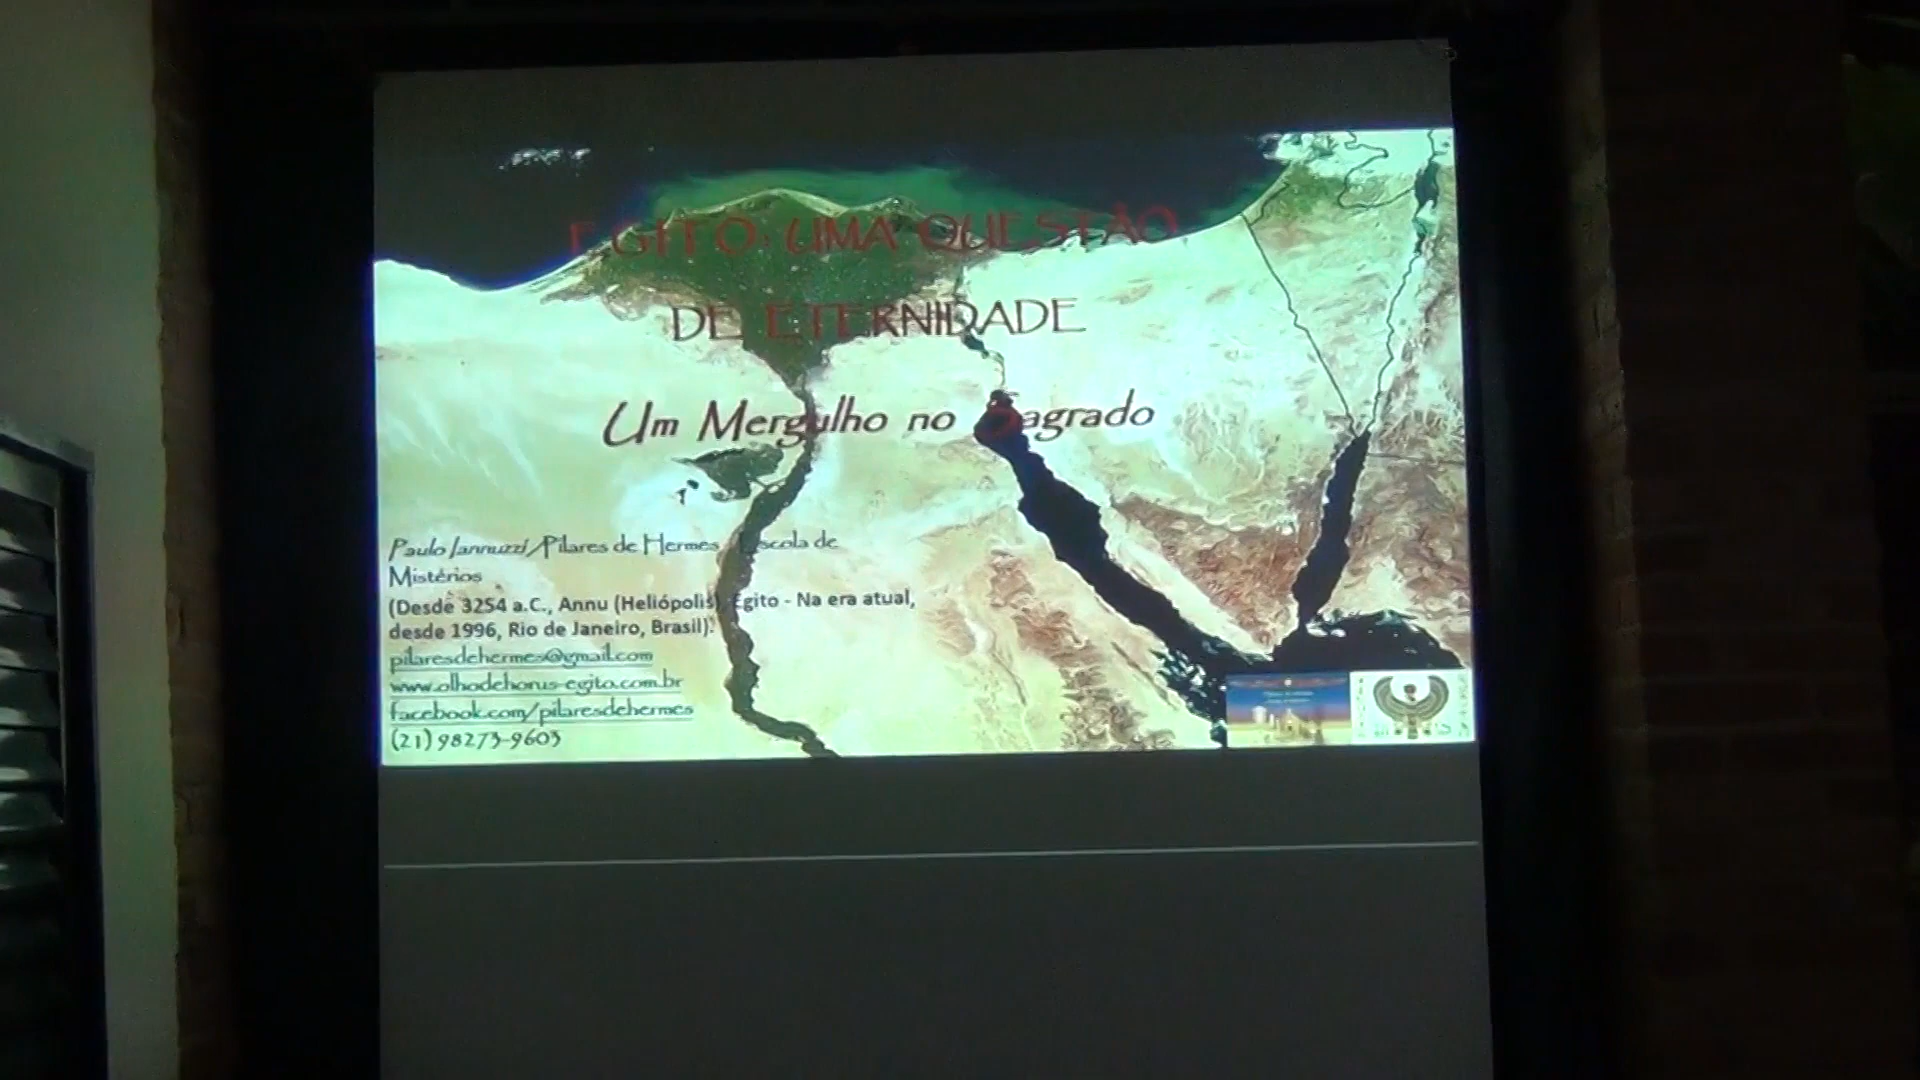 EGITO: UMA QUESTÃO
DE ETERNIDADE
Um Mergulho no Sagrado
Paulo Iannuzzi/Pilares de Hermes Escola de
Mistérios
(Desde 3254 a.C., Annu (Heliópolis), Egito - Na era atual,
desde 1996, Rio de Janeiro, Brasil).
pilaresdehermes@gmail.com
www.olhodehorus-egito.com.br
facebook.com/pilaresdehermes
(21) 98273-9603